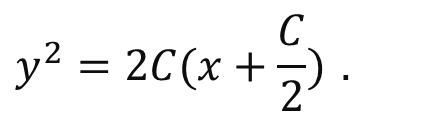 y² = 2C(x + C/2) .